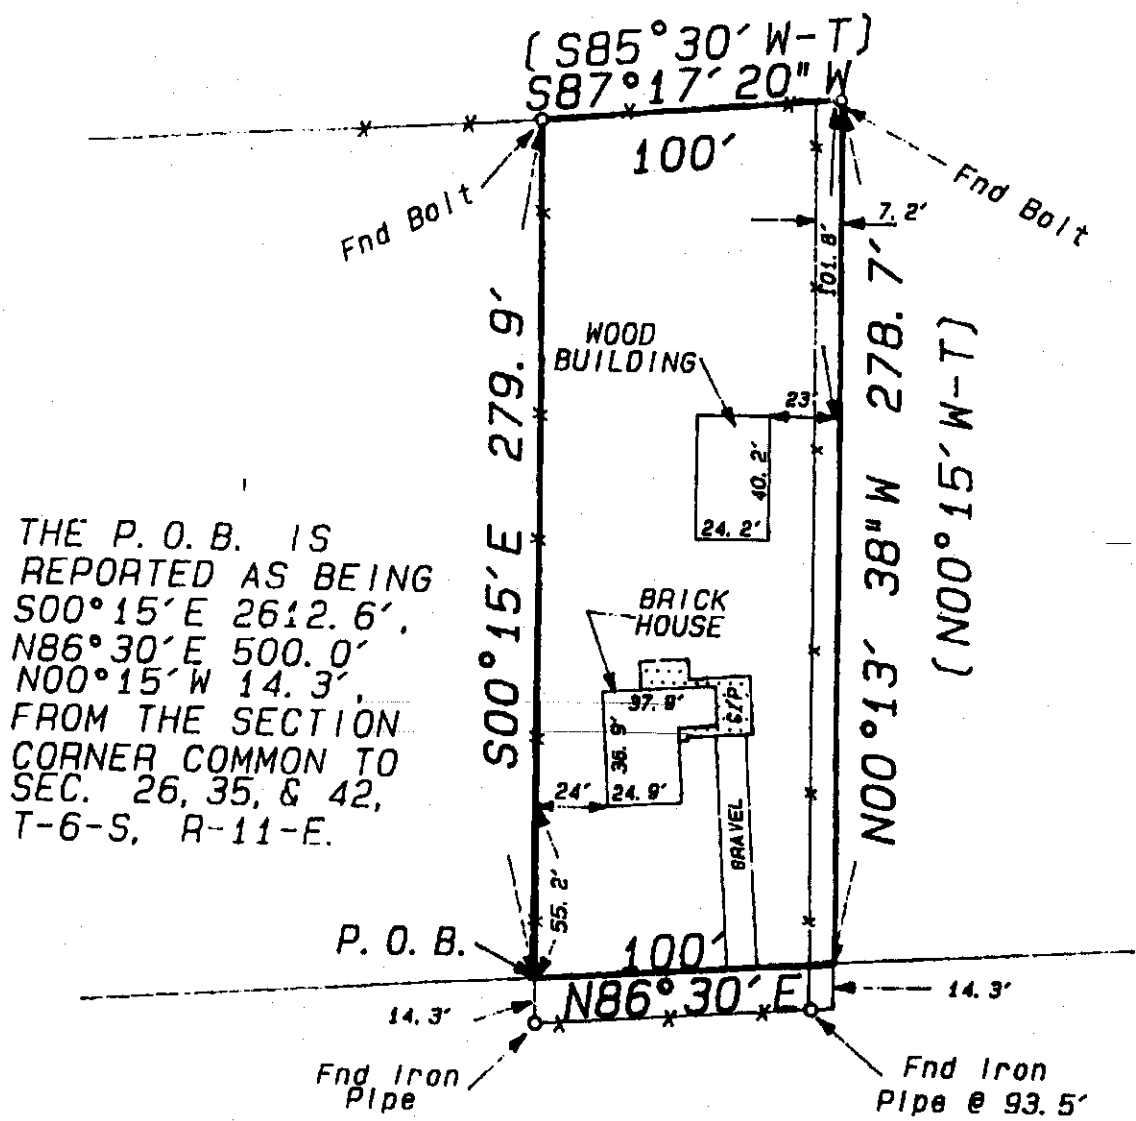 (S85°30′ W-T)
S87°17′ 20" W
100′
Fnd Bolt
Fnd Bolt
7. 2′
101. 8′
S00°15′E 279. 9′
N00°13′ 38"W 278. 7′
(N00°15′W-T)
WOOD
BUILDING
23′
40. 2′
24. 2′
THE P. O. B. IS
REPORTED AS BEING
S00°15′E 2612. 6′,
N86°30′E 500. 0′
N00°15′W 14. 3′,
FROM THE SECTION
CORNER COMMON TO
SEC. 26, 35, & 42,
T-6-S, R-11-E.
BRICK
HOUSE
37. 9′
36. 9′
24′
24. 9′
BRAVEL
55. 2′
P. O. B.
100′
N86°30′E
14. 3′
14. 3′
Fnd Iron
Pipe
Fnd Iron
Pipe @ 93. 5′